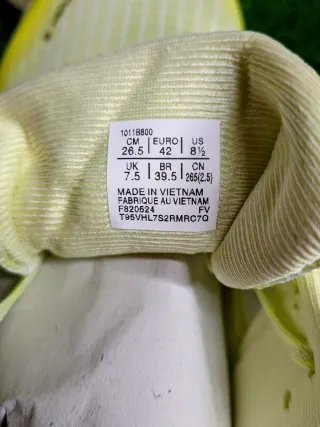 1011B800
CM | EURO | US
26.5 | 42 | 8½
UK | BR | CN
7.5 | 39.5 | 265(2.5)
MADE IN VIETNAM
FABRIQUE AU VIETNAM
F820524 FV
T95VHL7S2RMRC7Q